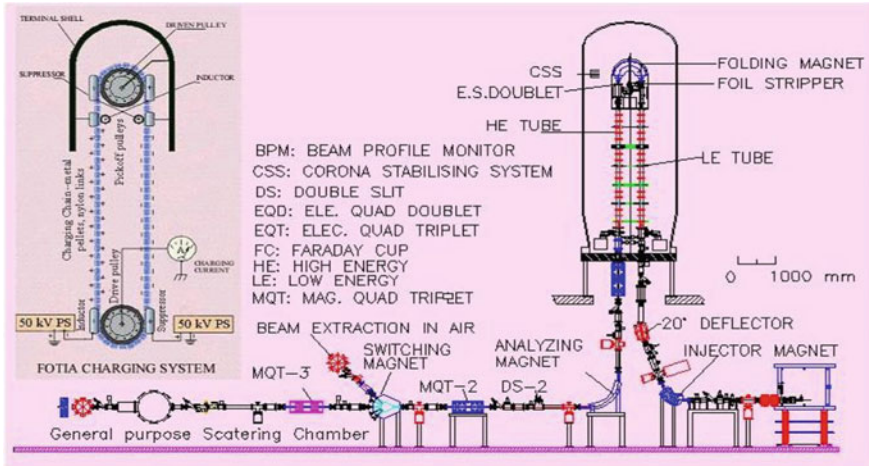 TERMINAL SHELL
DRIVEN PULLEY
SUPPRESSOR
INDUCTOR
Charging Chain-metal
pellets, nylon links
Pickoff pulleys
Drive pulley
CHARGING
CURRENT
Inductor
Suppressor
50 kV PS
50 kV PS
FOTIA CHARGING SYSTEM
CSS
E.S.DOUBLET
FOLDING MAGNET
FOIL STRIPPER
HE TUBE
LE TUBE
BPM: BEAM PROFILE MONITOR
CSS: CORONA STABILISING SYSTEM
DS: DOUBLE SLIT
EQD: ELE. QUAD DOUBLET
EQT: ELEC. QUAD TRIPLET
FC: FARADAY CUP
HE: HIGH ENERGY
LE: LOW ENERGY
MQT: MAG. QUAD TRIPLET
0 1000 mm
BEAM EXTRACTION IN AIR
SWITCHING
MAGNET
ANALYZING
MAGNET
20° DEFLECTOR
INJECTOR MAGNET
MQT-3
MQT-2
DS-2
General purpose Scatering Chamber